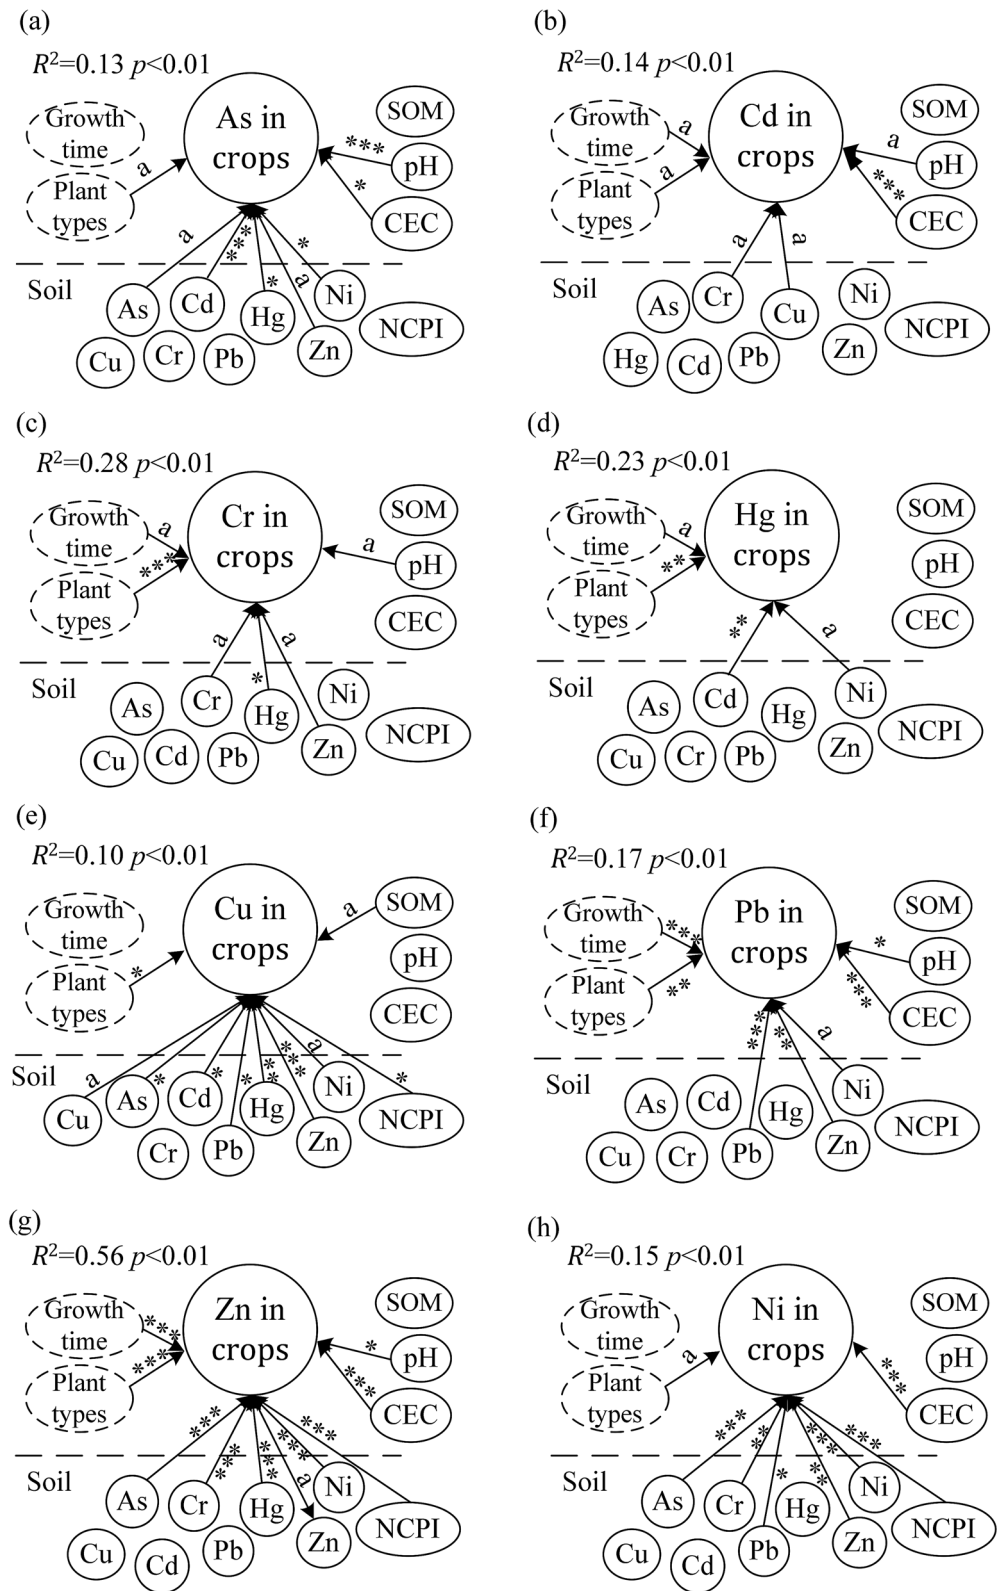 (a)
R²=0.13 p<0.01
Growth
time
Plant
types
As in
crops
SOM
pH
CEC
a
***
*
a
***
*
a
*
Soil
As
Cd
Hg
Ni
NCPI
Cu
Cr
Pb
Zn
(b)
R²=0.14 p<0.01
Growth
time
Plant
types
Cd in
crops
SOM
pH
CEC
a
a
a
***
a
a
Soil
As
Cr
Cu
Ni
NCPI
Hg
Cd
Pb
Zn
(c)
R²=0.28 p<0.01
Growth
time
Plant
types
Cr in
crops
SOM
pH
CEC
a
***
a
a
*
a
Soil
As
Cr
Hg
Ni
NCPI
Cu
Cd
Pb
Zn
(d)
R²=0.23 p<0.01
Growth
time
Plant
types
Hg in
crops
SOM
pH
CEC
a
**
**
a
Soil
As
Cd
Hg
Ni
NCPI
Cu
Cr
Pb
Zn
(e)
R²=0.10 p<0.01
Growth
time
Plant
types
Cu in
crops
SOM
pH
CEC
*
a
a
*
*
*
**
***
a
*
Soil
Cu
As
Cd
Hg
Ni
NCPI
Cr
Pb
Zn
(f)
R²=0.17 p<0.01
Growth
time
Plant
types
Pb in
crops
SOM
pH
CEC
***
**
*
***
***
**
a
Soil
As
Cd
Hg
Ni
NCPI
Cu
Cr
Pb
Zn
(g)
R²=0.56 p<0.01
Growth
time
Plant
types
Zn in
crops
SOM
pH
CEC
***
***
*
***
***
***
***
a
***
***
Soil
As
Cr
Hg
Ni
NCPI
Cu
Cd
Pb
Zn
(h)
R²=0.15 p<0.01
Growth
time
Plant
types
Ni in
crops
SOM
pH
CEC
a
***
***
**
*
**
***
***
Soil
As
Cr
Hg
Ni
NCPI
Cu
Cd
Pb
Zn